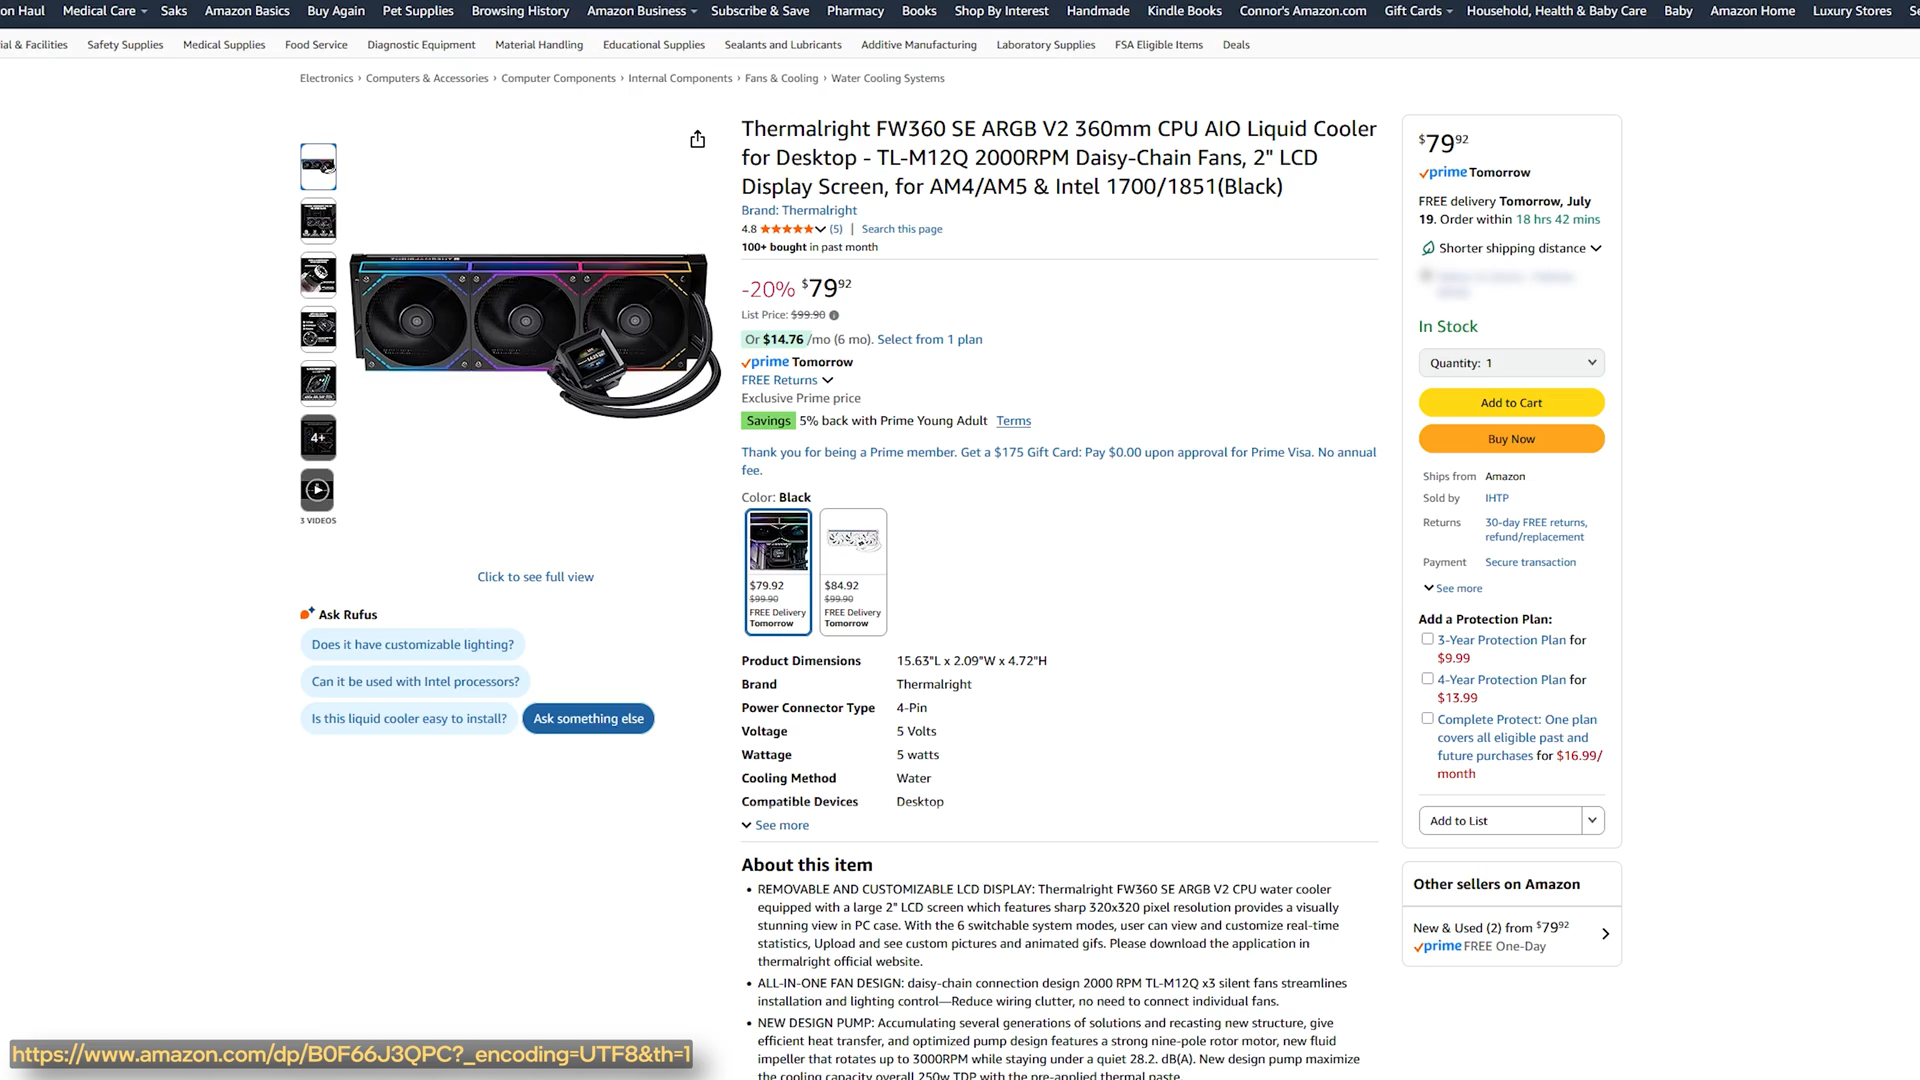 on Haul Medical Care Saks Amazon Basics Buy Again Pet Supplies Browsing History Amazon Business Subscribe & Save Pharmacy Books Shop By Interest Handmade Kindle Books Connor's Amazon.com Gift Cards Household, Health & Baby Care Baby Amazon Home Luxury Stores
ial & Facilities Safety Supplies Medical Supplies Food Service Diagnostic Equipment Material Handling Educational Supplies Sealants and Lubricants Additive Manufacturing Laboratory Supplies FSA Eligible Items Deals
Electronics › Computers & Accessories › Computer Components › Internal Components › Fans & Cooling › Water Cooling Systems
4+
3 VIDEOS
Click to see full view
Ask Rufus
Does it have customizable lighting?
Can it be used with Intel processors?
Is this liquid cooler easy to install? Ask something else
Thermalright FW360 SE ARGB V2 360mm CPU AIO Liquid Cooler
for Desktop - TL-M12Q 2000RPM Daisy-Chain Fans, 2" LCD
Display Screen, for AM4/AM5 & Intel 1700/1851(Black)
Brand: Thermalright
4.8 (5) | Search this page
100+ bought in past month
-20% $79.92
List Price: $99.90
Or $14.76 /mo (6 mo). Select from 1 plan
prime Tomorrow
FREE Returns
Exclusive Prime price
Savings 5% back with Prime Young Adult Terms
Thank you for being a Prime member. Get a $175 Gift Card: Pay $0.00 upon approval for Prime Visa. No annual
fee.
Color: Black
$79.92 $84.92
$99.90 $99.90
FREE Delivery FREE Delivery
Tomorrow Tomorrow
Product Dimensions 15.63"L x 2.09"W x 4.72"H
Brand Thermalright
Power Connector Type 4-Pin
Voltage 5 Volts
Wattage 5 watts
Cooling Method Water
Compatible Devices Desktop
See more
About this item
• REMOVABLE AND CUSTOMIZABLE LCD DISPLAY: Thermalright FW360 SE ARGB V2 CPU water cooler
equipped with a large 2" LCD screen which features sharp 320x320 pixel resolution provides a visually
stunning view in PC case. With the 6 switchable system modes, user can view and customize real-time
statistics, Upload and see custom pictures and animated gifs. Please download the application in
thermalright official website.
• ALL-IN-ONE FAN DESIGN: daisy-chain connection design 2000 RPM TL-M12Q x3 silent fans streamlines
installation and lighting control—Reduce wiring clutter, no need to connect individual fans.
• NEW DESIGN PUMP: Accumulating several generations of solutions and recasting new structure, give
efficient heat transfer, and optimized pump design features a strong nine-pole rotor motor, new fluid
impeller that rotates up to 3000RPM while staying under a quiet 28.2. dB(A). New design pump maximize
the cooling capacity overall 250w TDP with the pre-applied thermal paste.
$79.92
prime Tomorrow
FREE delivery Tomorrow, July
19. Order within 18 hrs 42 mins
Shorter shipping distance
In Stock
Quantity: 1
Add to Cart
Buy Now
Ships from Amazon
Sold by IHTP
Returns 30-day FREE returns,
refund/replacement
Payment Secure transaction
See more
Add a Protection Plan:
3-Year Protection Plan for
$9.99
4-Year Protection Plan for
$13.99
Complete Protect: One plan
covers all eligible past and
future purchases for $16.99/
month
Add to List
Other sellers on Amazon
New & Used (2) from $79.92
prime FREE One-Day
https://www.amazon.com/dp/B0F66J3QPC?_encoding=UTF8&th=1